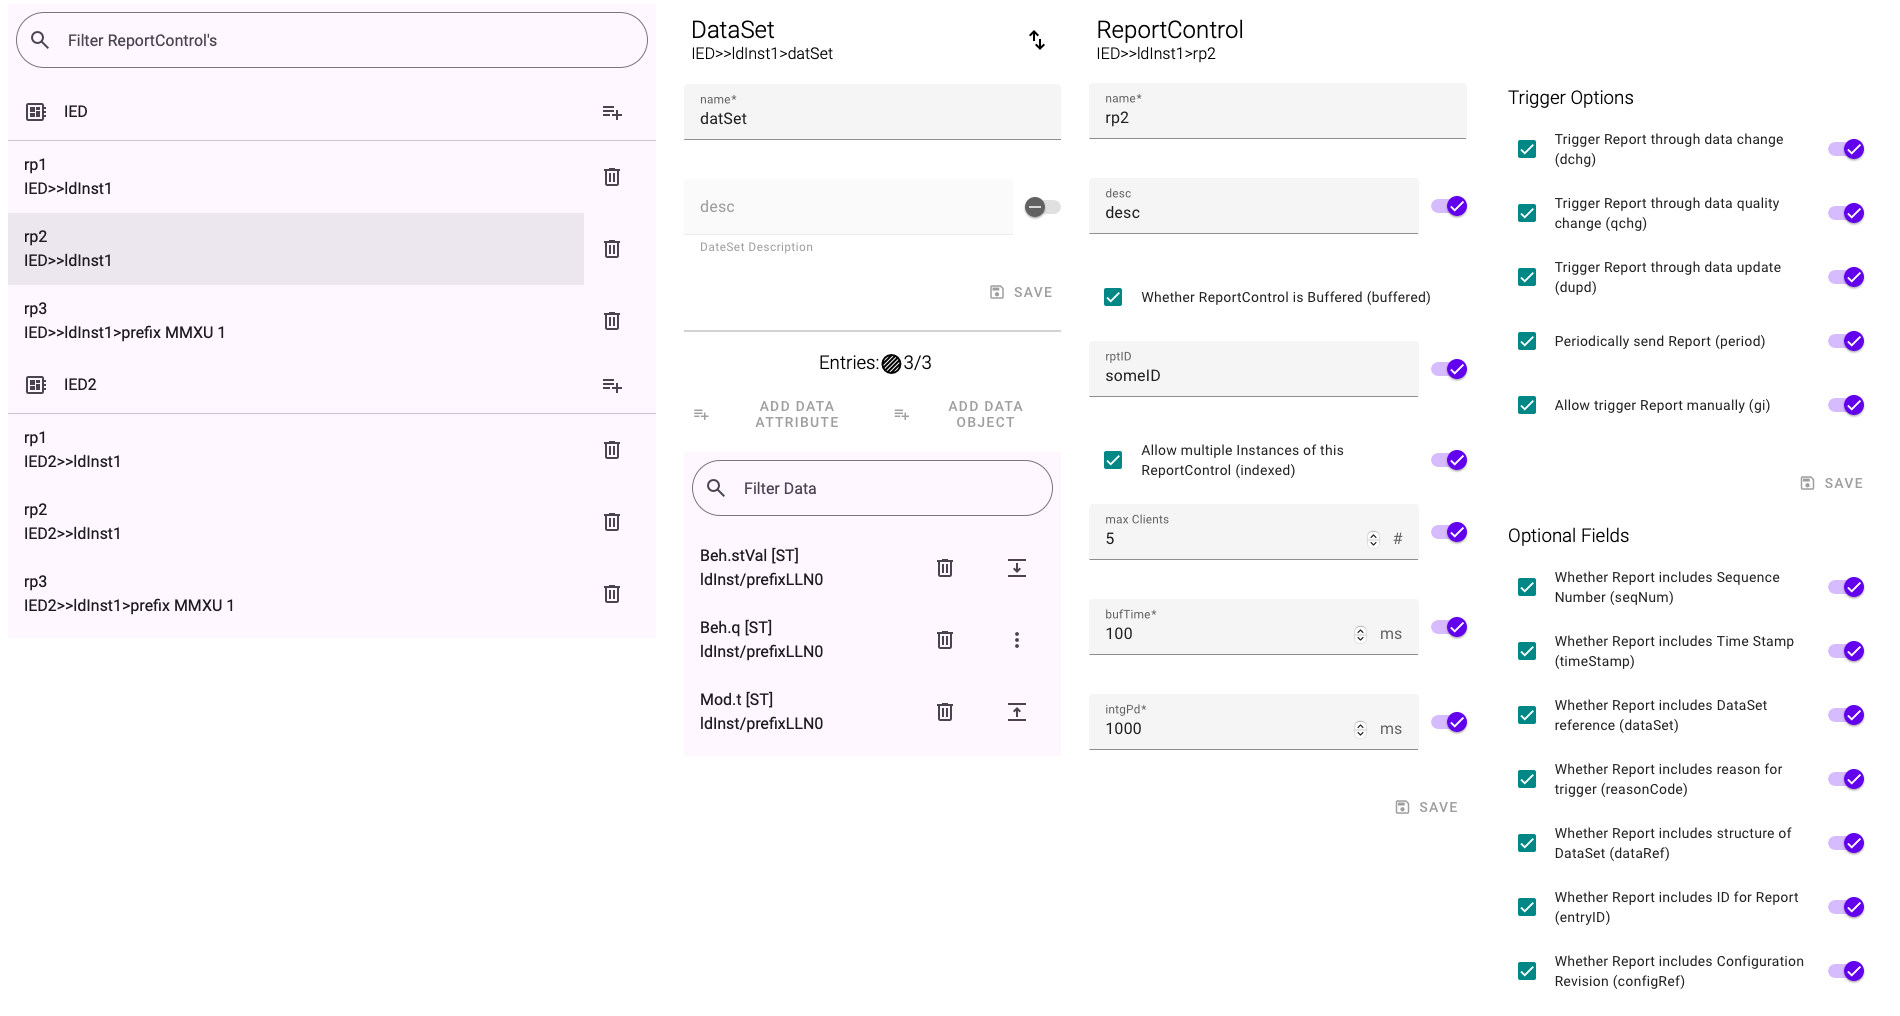 Filter ReportControl's
IED
rp1
IED>>ldInst1
rp2
IED>>ldInst1
rp3
IED>>ldInst1>prefix MMXU 1
IED2
rp1
IED2>>ldInst1
rp2
IED2>>ldInst1
rp3
IED2>>ldInst1>prefix MMXU 1
DataSet
IED>>ldInst1>datSet
name*
datSet
desc
DateSet Description
SAVE
Entries: 3/3
ADD DATA
ATTRIBUTE
ADD DATA
OBJECT
Filter Data
Beh.stVal [ST]
ldInst/prefixLLN0
Beh.q [ST]
ldInst/prefixLLN0
Mod.t [ST]
ldInst/prefixLLN0
ReportControl
IED>>ldInst1>rp2
name*
rp2
desc
desc
Whether ReportControl is Buffered (buffered)
rptID
someID
Allow multiple Instances of this
ReportControl (indexed)
max Clients
5 #
bufTime*
100 ms
intgPd*
1000 ms
SAVE
Trigger Options
Trigger Report through data change
(dchg)
Trigger Report through data quality
change (qchg)
Trigger Report through data update
(dupd)
Periodically send Report (period)
Allow trigger Report manually (gi)
SAVE
Optional Fields
Whether Report includes Sequence
Number (seqNum)
Whether Report includes Time Stamp
(timeStamp)
Whether Report includes DataSet
reference (dataSet)
Whether Report includes reason for
trigger (reasonCode)
Whether Report includes structure of
DataSet (dataRef)
Whether Report includes ID for Report
(entryID)
Whether Report includes Configuration
Revision (configRef)